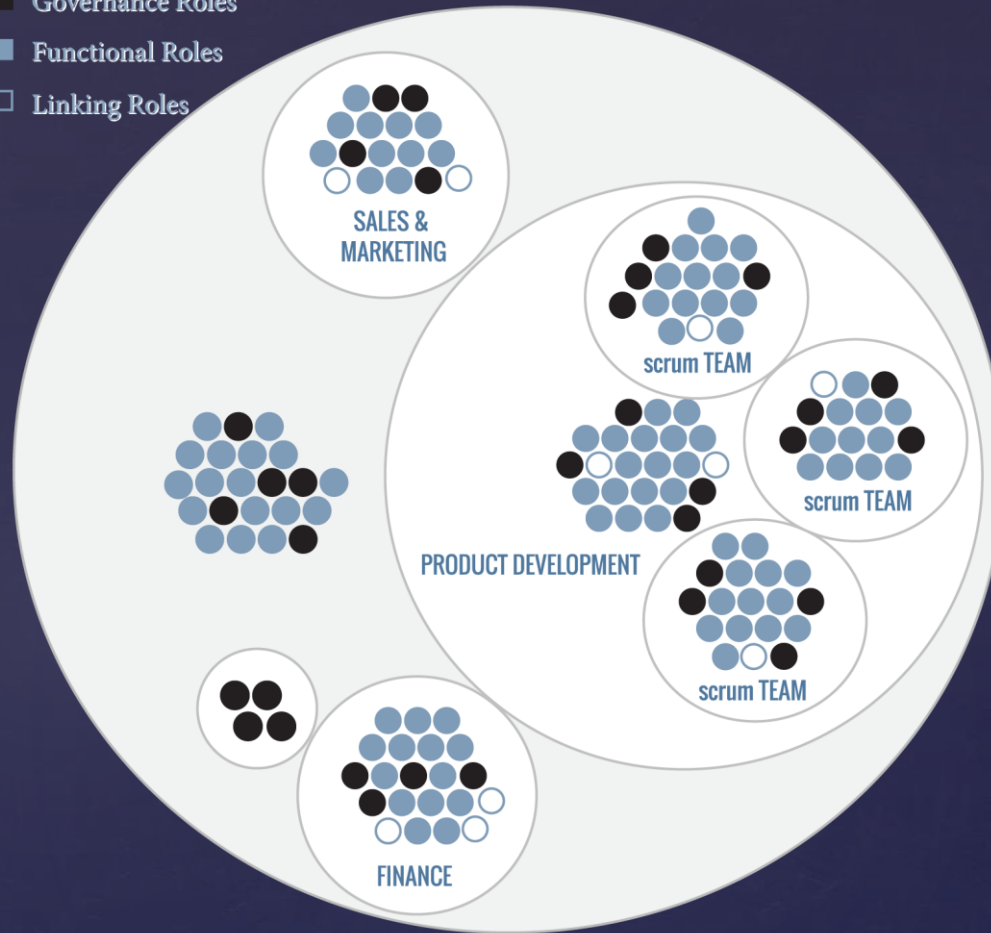 Governance Roles
Functional Roles
Linking Roles
SALES &
MARKETING
scrum TEAM
scrum TEAM
PRODUCT DEVELOPMENT
scrum TEAM
FINANCE